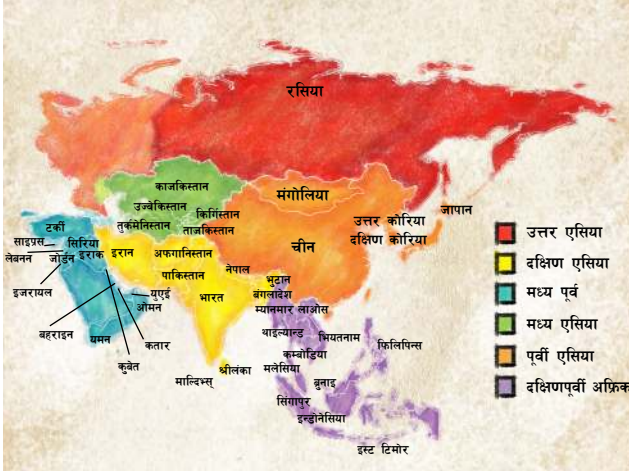 रसिया
काजकिस्तान
मंगोलिया
उज्बेकिस्तान
किर्गिस्तान
जापान
तुर्कमेनिस्तान
ताजकिस्तान
उत्तर कोरिया
दक्षिण कोरिया
टर्की
साइप्रस
सिरिया
चीन
लेबनन
जोर्डन
इराक
इरान
अफगानिस्तान
इजरायल
पाकिस्तान
नेपाल
भुटान
यूएई
भारत
बंगलादेश
ओमन
म्यानमार
लाओस
बहराइन
यमन
कतार
थाइल्यान्ड
भियतनाम
कुबेत
कम्बोडिया
फिलिपिन्स
श्रीलंका
मलेसिया
माल्दिभ्स्
ब्रुनाइ
सिंगापुर
इन्डोनेसिया
इस्ट टिमोर
उत्तर एसिया
दक्षिण एसिया
मध्य पूर्व
मध्य एसिया
पूर्वी एसिया
दक्षिणपूर्वी अफ्रिक